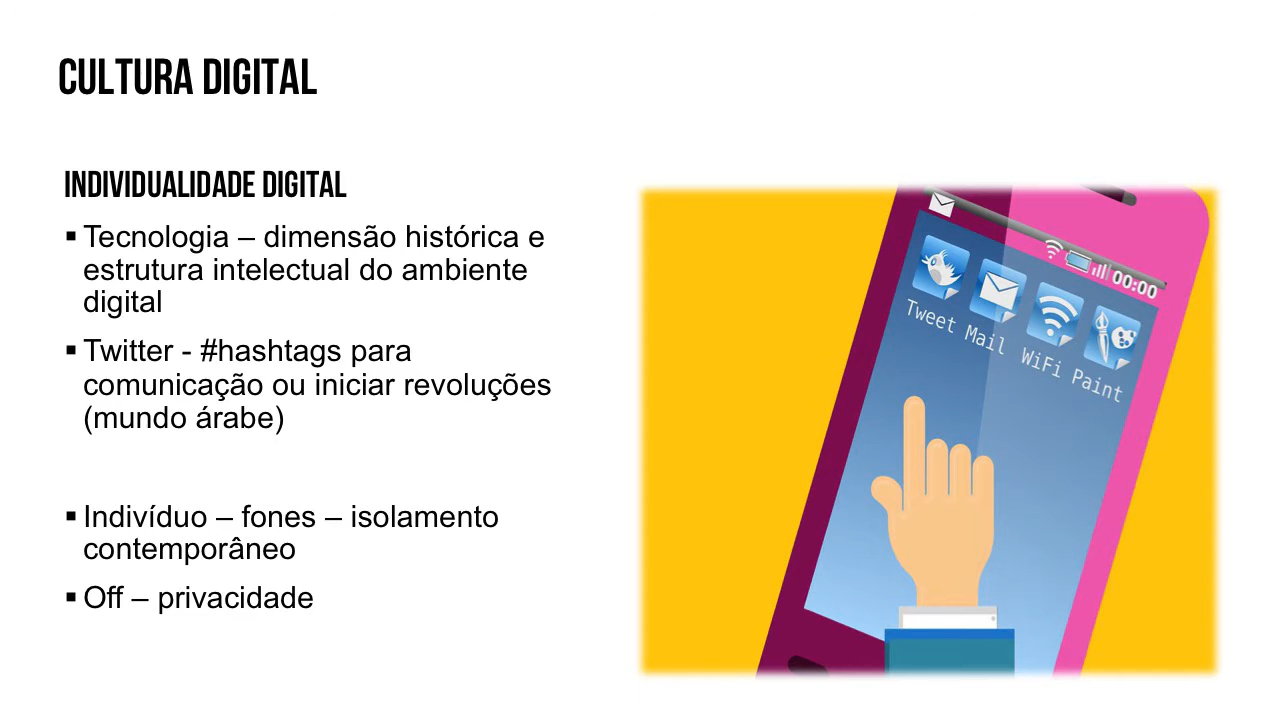 CULTURA DIGITAL
INDIVIDUALIDADE DIGITAL
▪ Tecnologia – dimensão histórica e
estrutura intelectual do ambiente
digital
▪ Twitter - #hashtags para
comunicação ou iniciar revoluções
(mundo árabe)
▪ Indivíduo – fones – isolamento
contemporâneo
▪ Off – privacidade
00:00
Tweet Mail WiFi Paint